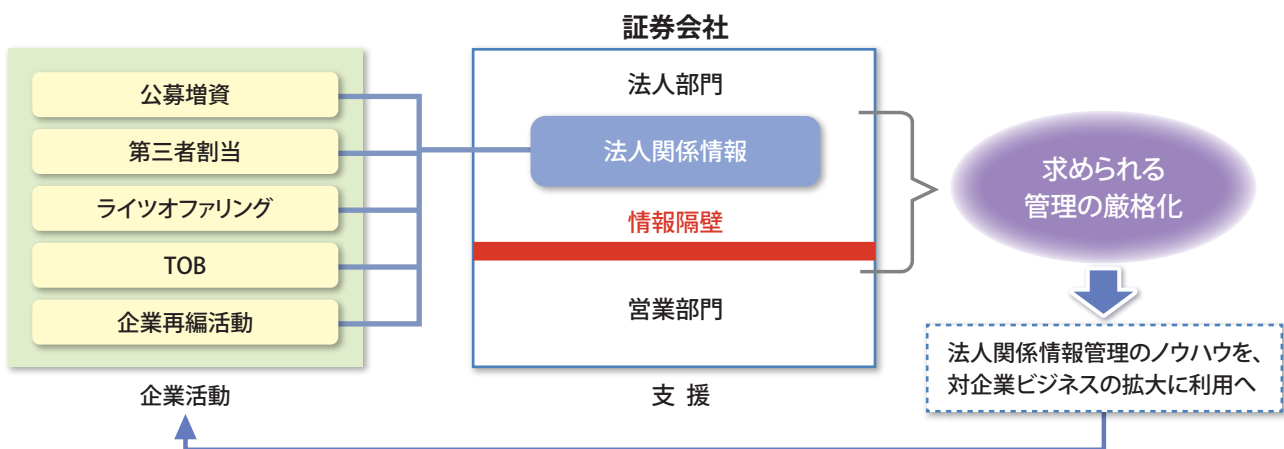 証券会社
公募増資
第三者割当
ライツオファリング
TOB
企業再編活動
企業活動
法人部門
法人関係情報
情報隔壁
営業部門
支 援
求められる
管理の厳格化
法人関係情報管理のノウハウを、
対企業ビジネスの拡大に利用へ